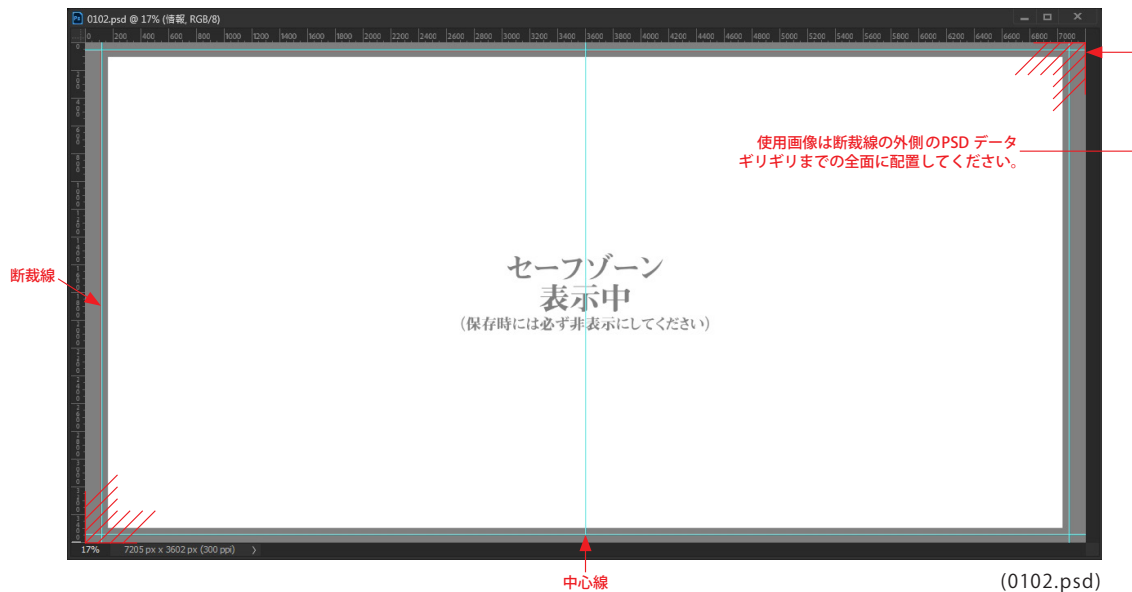 0102.psd @ 17% (情報, RGB/8)
0 200 400 600 800 1000 1200 1400 1600 1800 2000 2200 2400 2600 2800 3000 3200 3400 3600 3800 4000 4200 4400 4600 4800 5000 5200 5400 5600 5800 6000 6200 6400 6600 6800 7000
使用画像は断裁線の外側のPSD データ
ギリギリまでの全面に配置してください。
セーフゾーン
表示中
(保存時には必ず非表示にしてください)
断裁線
17% 7205 px x 3602 px (300 ppi)
中心線
(0102.psd)